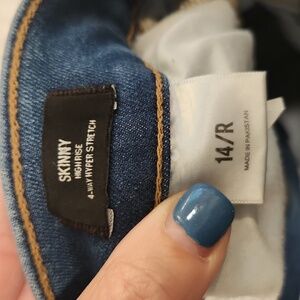 SKINNY
HIGH RISE
4-WAY HYPER STRETCH
14/R
MADE IN PAKISTAN